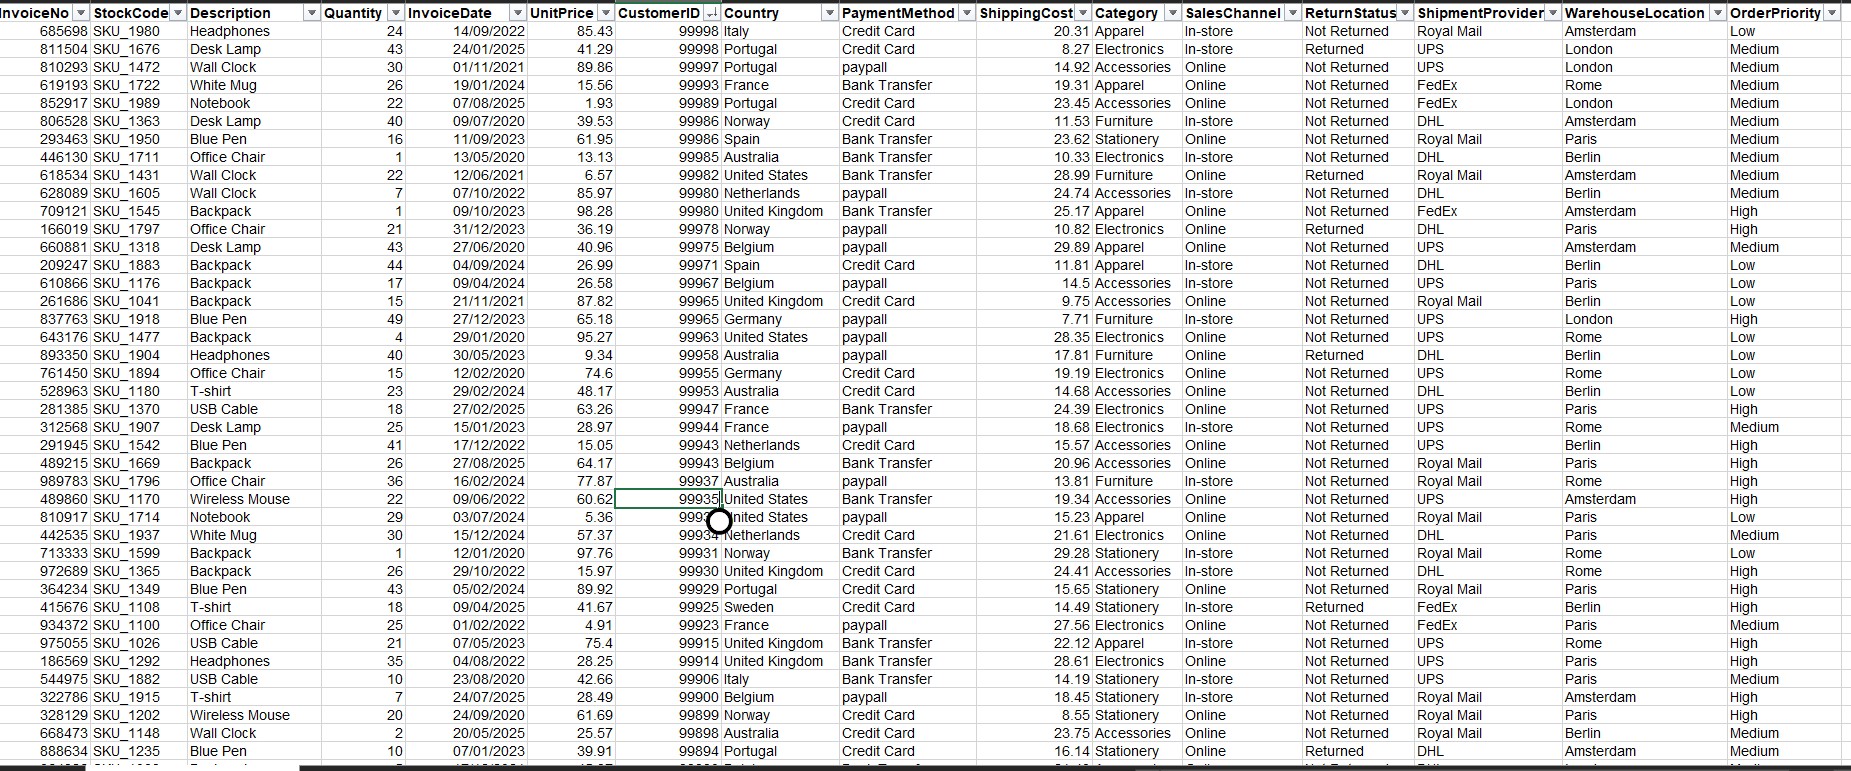 InvoiceNo StockCode Description Quantity InvoiceDate UnitPrice CustomerID Country PaymentMethod ShippingCost Category SalesChannel ReturnStatus ShipmentProvider WarehouseLocation OrderPriority
685698 SKU_1980 Headphones 24 14/09/2022 85.43 99998 Italy Credit Card 20.31 Apparel In-store Not Returned Royal Mail Amsterdam Low
811504 SKU_1676 Desk Lamp 43 24/01/2025 41.29 99998 Portugal Credit Card 8.27 Electronics In-store Returned UPS London Medium
810293 SKU_1472 Wall Clock 30 01/11/2021 89.86 99997 Portugal paypall 14.92 Accessories Online Not Returned UPS London Medium
619193 SKU_1722 White Mug 26 19/01/2024 15.56 99993 France Bank Transfer 19.31 Apparel Online Not Returned FedEx Rome Medium
852917 SKU_1989 Notebook 22 07/08/2025 1.93 99989 Portugal Credit Card 23.45 Accessories Online Not Returned FedEx London Medium
806528 SKU_1363 Desk Lamp 40 09/07/2020 39.53 99986 Norway Credit Card 11.53 Furniture In-store Not Returned DHL Amsterdam Medium
293463 SKU_1950 Blue Pen 16 11/09/2023 61.95 99986 Spain Bank Transfer 23.62 Stationery Online Not Returned Royal Mail Paris Medium
446130 SKU_1711 Office Chair 1 13/05/2020 13.13 99985 Australia Bank Transfer 10.33 Electronics In-store Not Returned DHL Berlin Medium
618534 SKU_1431 Wall Clock 22 12/06/2021 6.57 99982 United States Bank Transfer 28.99 Furniture Online Returned Royal Mail Amsterdam Medium
628089 SKU_1605 Wall Clock 7 07/10/2022 85.97 99980 Netherlands paypall 24.74 Accessories In-store Not Returned DHL Berlin Medium
709121 SKU_1545 Backpack 1 09/10/2023 98.28 99980 United Kingdom Bank Transfer 25.17 Apparel Online Not Returned FedEx Amsterdam High
166019 SKU_1797 Office Chair 21 31/12/2023 36.19 99978 Norway paypall 10.82 Electronics Online Returned DHL Paris High
660881 SKU_1318 Desk Lamp 43 27/06/2020 40.96 99975 Belgium paypall 29.89 Apparel Online Not Returned UPS Amsterdam Medium
209247 SKU_1883 Backpack 44 04/09/2024 26.99 99971 Spain Credit Card 11.81 Apparel In-store Not Returned DHL Berlin Low
610866 SKU_1176 Backpack 17 09/04/2024 26.58 99967 Belgium paypall 14.5 Accessories In-store Not Returned UPS Paris Low
261686 SKU_1041 Backpack 15 21/11/2021 87.82 99965 United Kingdom Credit Card 9.75 Accessories Online Not Returned Royal Mail Berlin Low
837763 SKU_1918 Blue Pen 49 27/12/2023 65.18 99965 Germany paypall 7.71 Furniture In-store Not Returned UPS London High
643176 SKU_1477 Backpack 4 29/01/2020 95.27 99963 United States paypall 28.35 Electronics Online Not Returned UPS Rome Low
893350 SKU_1904 Headphones 40 30/05/2023 9.34 99958 Australia paypall 17.81 Furniture Online Returned DHL Berlin Low
761450 SKU_1894 Office Chair 15 12/02/2020 74.6 99955 Germany Credit Card 19.19 Electronics Online Not Returned UPS Rome Low
528963 SKU_1180 T-shirt 23 29/02/2024 48.17 99953 Australia Credit Card 14.68 Accessories Online Not Returned DHL Berlin Low
281385 SKU_1370 USB Cable 18 27/02/2025 63.26 99947 France Bank Transfer 24.39 Electronics Online Not Returned UPS Paris High
312568 SKU_1907 Desk Lamp 25 15/01/2023 28.97 99944 France paypall 18.68 Electronics Online Not Returned UPS Rome Medium
291945 SKU_1542 Blue Pen 41 17/12/2022 15.05 99943 Netherlands Credit Card 15.57 Accessories Online Not Returned UPS Berlin High
489215 SKU_1669 Backpack 26 27/08/2025 64.17 99943 Belgium Bank Transfer 20.96 Accessories Online Not Returned Royal Mail Paris High
989783 SKU_1796 Office Chair 36 16/02/2024 77.87 99937 Australia paypall 13.81 Furniture In-store Not Returned Royal Mail Rome High
489860 SKU_1170 Wireless Mouse 22 09/06/2022 60.62 99935 United States Bank Transfer 19.34 Accessories Online Not Returned UPS Amsterdam High
810917 SKU_1714 Notebook 29 03/07/2024 5.36 United States paypall 15.23 Apparel Online Not Returned Royal Mail Paris Low
442535 SKU_1937 White Mug 30 15/12/2024 57.37 99934 Netherlands Credit Card 21.61 Electronics Online Not Returned DHL Paris Medium
713333 SKU_1599 Backpack 1 12/01/2020 97.76 99931 Norway Bank Transfer 29.28 Stationery In-store Not Returned Royal Mail Rome Low
972689 SKU_1365 Backpack 26 29/10/2022 15.97 99930 United Kingdom Credit Card 24.41 Accessories In-store Not Returned DHL Rome High
364234 SKU_1349 Blue Pen 43 05/02/2024 89.92 99929 Portugal Credit Card 15.65 Stationery Online Not Returned Royal Mail Paris High
415676 SKU_1108 T-shirt 18 09/04/2025 41.67 99925 Sweden Credit Card 14.49 Stationery In-store Returned FedEx Berlin High
934372 SKU_1100 Office Chair 25 01/02/2022 4.91 99923 France paypall 27.56 Electronics Online Not Returned FedEx Paris Medium
975055 SKU_1026 USB Cable 21 07/05/2023 75.4 99915 United Kingdom Bank Transfer 22.12 Apparel In-store Not Returned UPS Rome High
186569 SKU_1292 Headphones 35 04/08/2022 28.25 99914 United Kingdom Bank Transfer 28.61 Electronics Online Not Returned UPS Paris High
544975 SKU_1882 USB Cable 10 23/08/2020 42.66 99906 Italy Bank Transfer 14.19 Stationery In-store Not Returned UPS Paris Medium
322786 SKU_1915 T-shirt 7 24/07/2025 28.49 99900 Belgium paypall 18.45 Stationery In-store Not Returned Royal Mail Amsterdam High
328129 SKU_1202 Wireless Mouse 20 24/09/2020 61.69 99899 Norway Credit Card 8.55 Stationery Online Not Returned Royal Mail Paris High
668473 SKU_1148 Wall Clock 2 20/05/2025 25.57 99898 Australia Credit Card 23.75 Accessories Online Not Returned Royal Mail Berlin Medium
888634 SKU_1235 Blue Pen 10 07/01/2023 39.91 99894 Portugal Credit Card 16.14 Stationery Online Returned DHL Amsterdam Medium